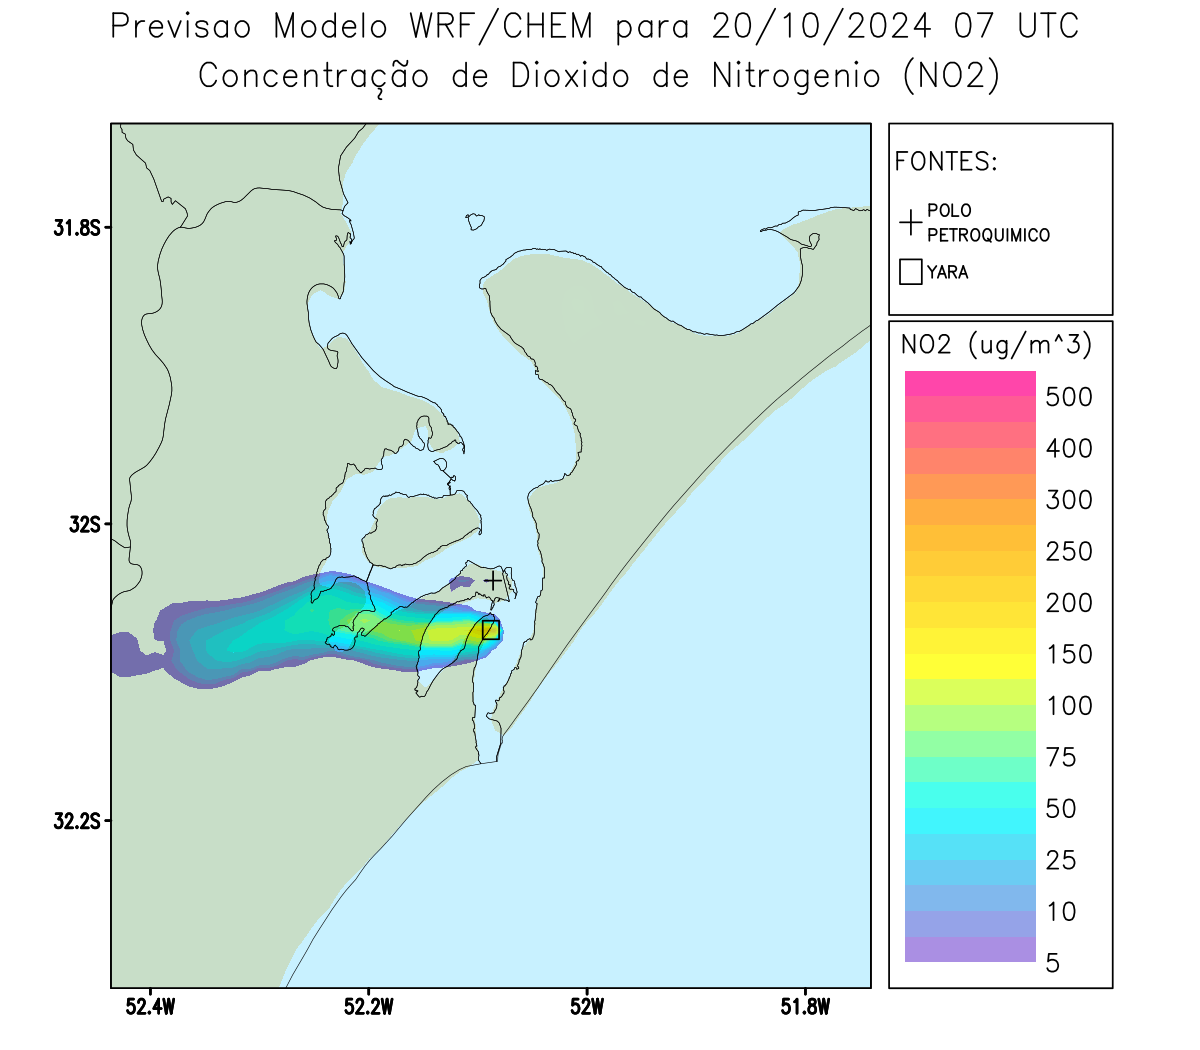 Previsao Modelo WRF/CHEM para 20/10/2024 07 UTC
Concentração de Dioxido de Nitrogenio (NO2)
FONTES:
POLO
PETROQUIMICO
YARA
NO2 (ug/m^3)
500
400
300
250
200
150
100
75
50
25
10
5
31.8S
32S
32.2S
52.4W
52.2W
52W
51.8W